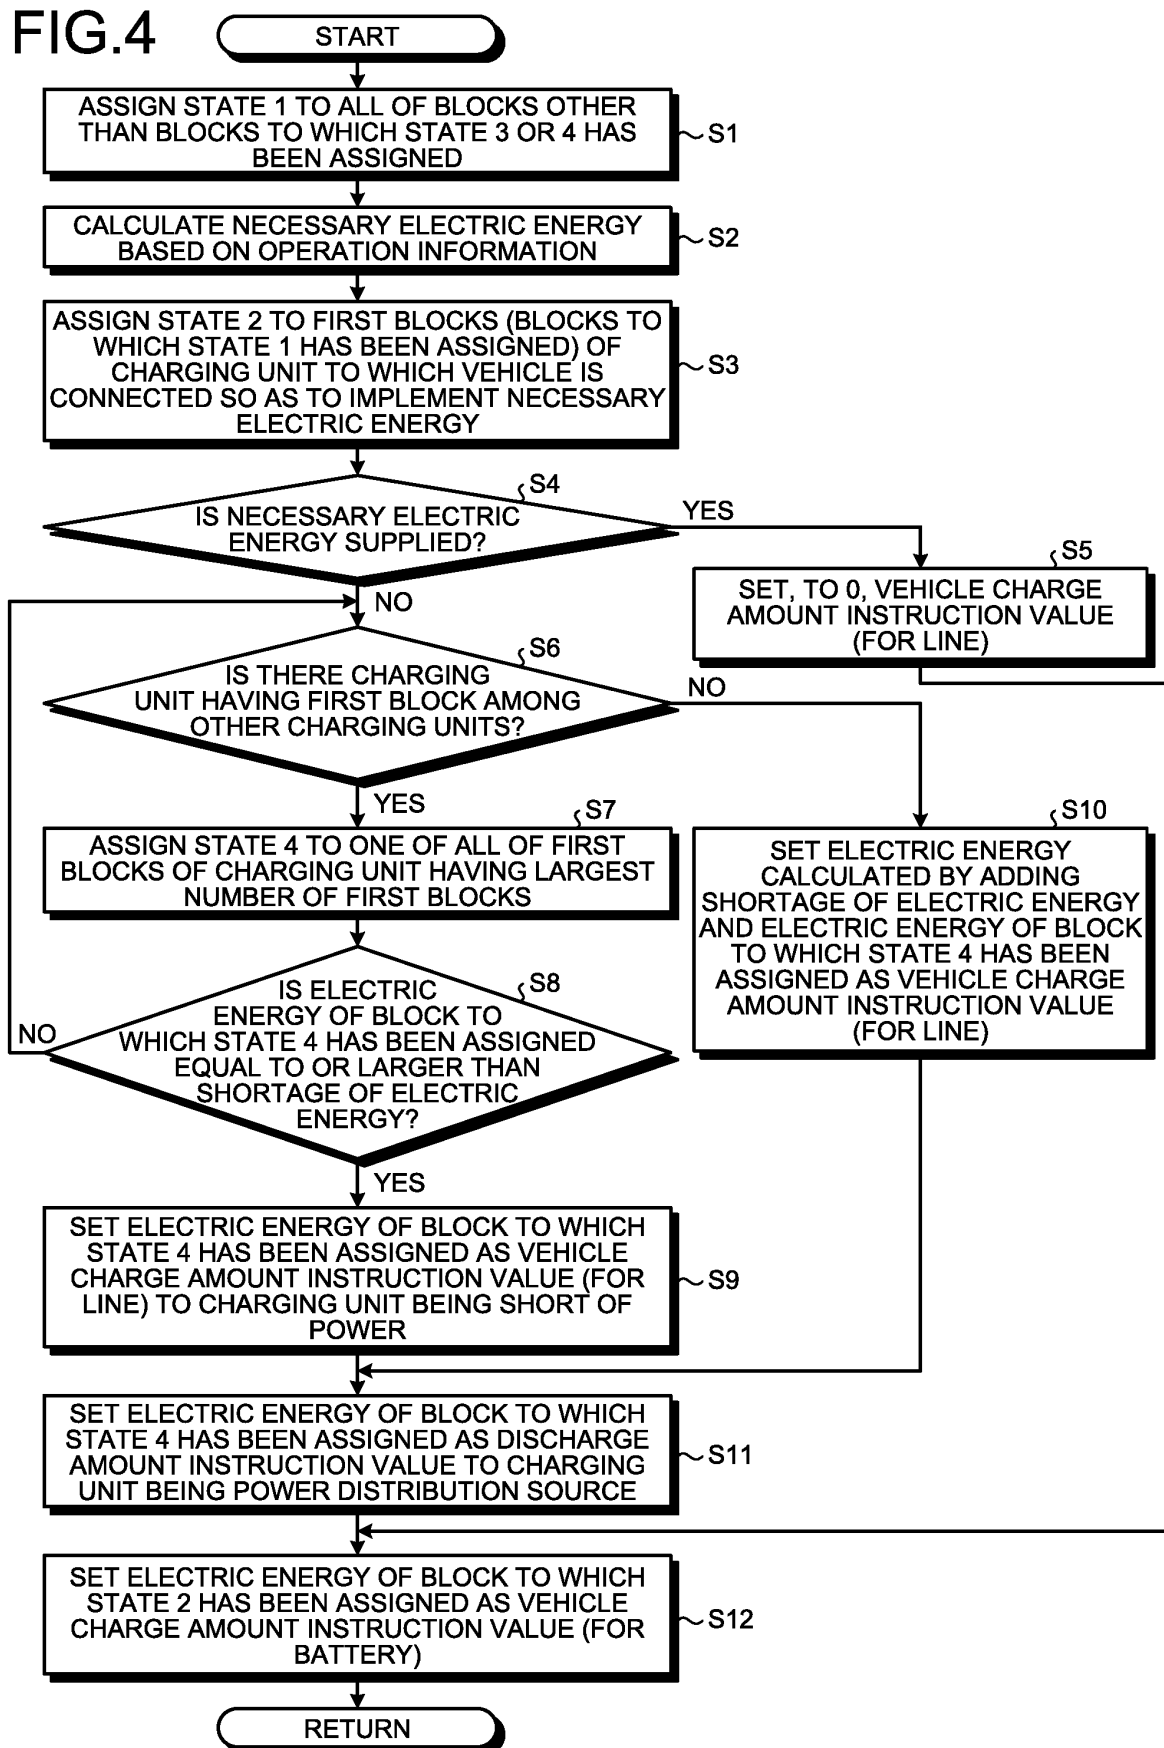 FIG.4
START
ASSIGN STATE 1 TO ALL OF BLOCKS OTHER
THAN BLOCKS TO WHICH STATE 3 OR 4 HAS
BEEN ASSIGNED
S1
CALCULATE NECESSARY ELECTRIC ENERGY
BASED ON OPERATION INFORMATION
S2
ASSIGN STATE 2 TO FIRST BLOCKS (BLOCKS TO
WHICH STATE 1 HAS BEEN ASSIGNED) OF
CHARGING UNIT TO WHICH VEHICLE IS
CONNECTED SO AS TO IMPLEMENT NECESSARY
ELECTRIC ENERGY
S3
S4
IS NECESSARY ELECTRIC
ENERGY SUPPLIED?
YES
NO
S5
SET, TO 0, VEHICLE CHARGE
AMOUNT INSTRUCTION VALUE
(FOR LINE)
S6
IS THERE CHARGING
UNIT HAVING FIRST BLOCK AMONG
OTHER CHARGING UNITS?
NO
YES
S7
ASSIGN STATE 4 TO ONE OF ALL OF FIRST
BLOCKS OF CHARGING UNIT HAVING LARGEST
NUMBER OF FIRST BLOCKS
S10
SET ELECTRIC ENERGY
CALCULATED BY ADDING
SHORTAGE OF ELECTRIC ENERGY
AND ELECTRIC ENERGY OF BLOCK
TO WHICH STATE 4 HAS BEEN
ASSIGNED AS VEHICLE CHARGE
AMOUNT INSTRUCTION VALUE
(FOR LINE)
S8
IS ELECTRIC
ENERGY OF BLOCK TO
WHICH STATE 4 HAS BEEN ASSIGNED
EQUAL TO OR LARGER THAN
SHORTAGE OF ELECTRIC
ENERGY?
NO
YES
SET ELECTRIC ENERGY OF BLOCK TO WHICH
STATE 4 HAS BEEN ASSIGNED AS VEHICLE
CHARGE AMOUNT INSTRUCTION VALUE (FOR
LINE) TO CHARGING UNIT BEING SHORT OF
POWER
S9
SET ELECTRIC ENERGY OF BLOCK TO WHICH
STATE 4 HAS BEEN ASSIGNED AS DISCHARGE
AMOUNT INSTRUCTION VALUE TO CHARGING
UNIT BEING POWER DISTRIBUTION SOURCE
S11
SET ELECTRIC ENERGY OF BLOCK TO WHICH
STATE 2 HAS BEEN ASSIGNED AS VEHICLE
CHARGE AMOUNT INSTRUCTION VALUE (FOR
BATTERY)
S12
RETURN